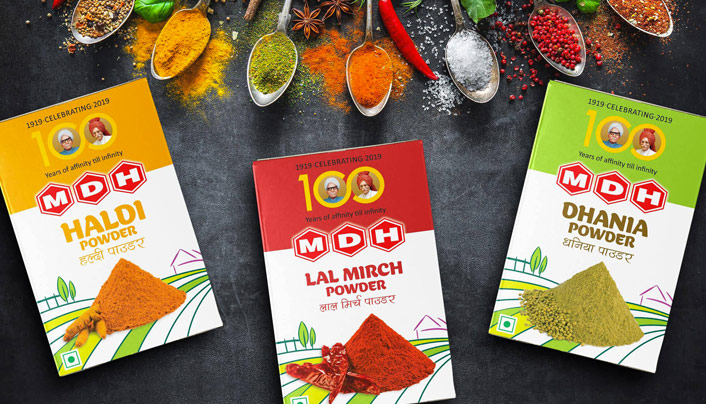 1919-CELEBRATING-2019
100
Years of affinity till infinity
MDH
HALDI
POWDER
हल्दी पाउडर
1919-CELEBRATING-2019
100
Years of affinity till infinity
MDH
LAL MIRCH
POWDER
लाल मिर्च पाउडर
1919-CELEBRATING-2019
100
Years of affinity till infinity
MDH
DHANIA
POWDER
धनिया पाउडर